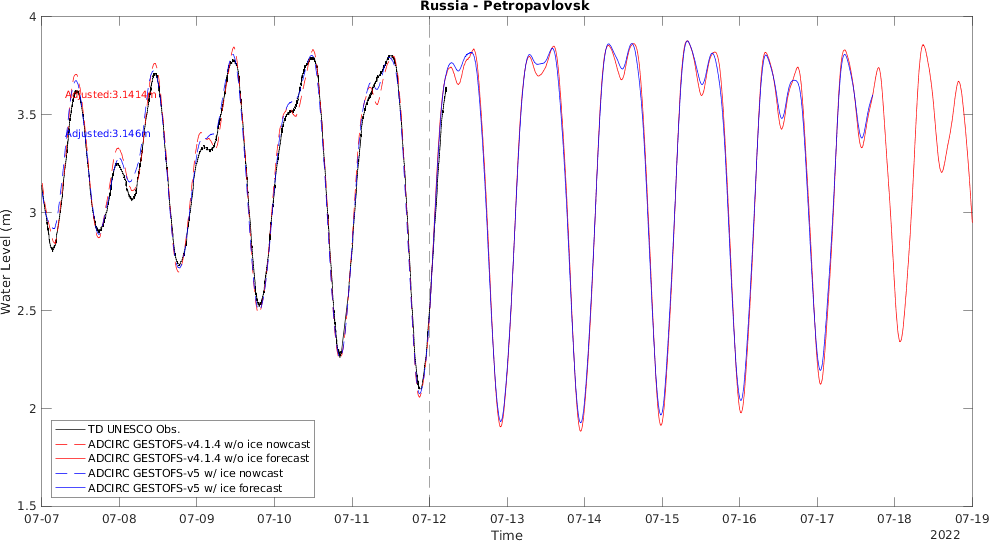 Russia - Petropavlovsk
4
3.5
3
2.5
2
1.5
Water Level (m)
Adjusted:3.1414m
Adjusted:3.146m
TD UNESCO Obs.
ADCIRC GESTOFS-v4.1.4 w/o ice nowcast
ADCIRC GESTOFS-v4.1.4 w/o ice forecast
ADCIRC GESTOFS-v5 w/ ice nowcast
ADCIRC GESTOFS-v5 w/ ice forecast
07-07 07-08 07-09 07-10 07-11 07-12 07-13 07-14 07-15 07-16 07-17 07-18 07-19
Time
2022